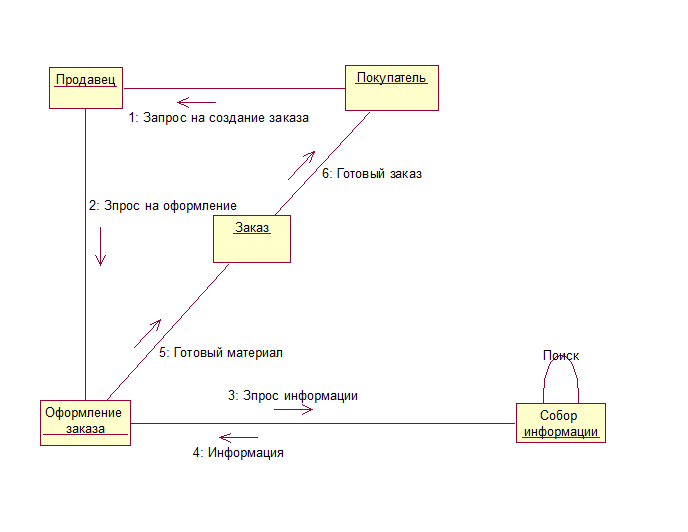 Продавец
Покупатель
1: Запрос на создание заказа
6: Готовый заказ
2: Зпрос на оформление
Заказ
5: Готовый материал
Поиск
3: Зпрос информации
Оформление
заказа
Собор
информации
4: Информация